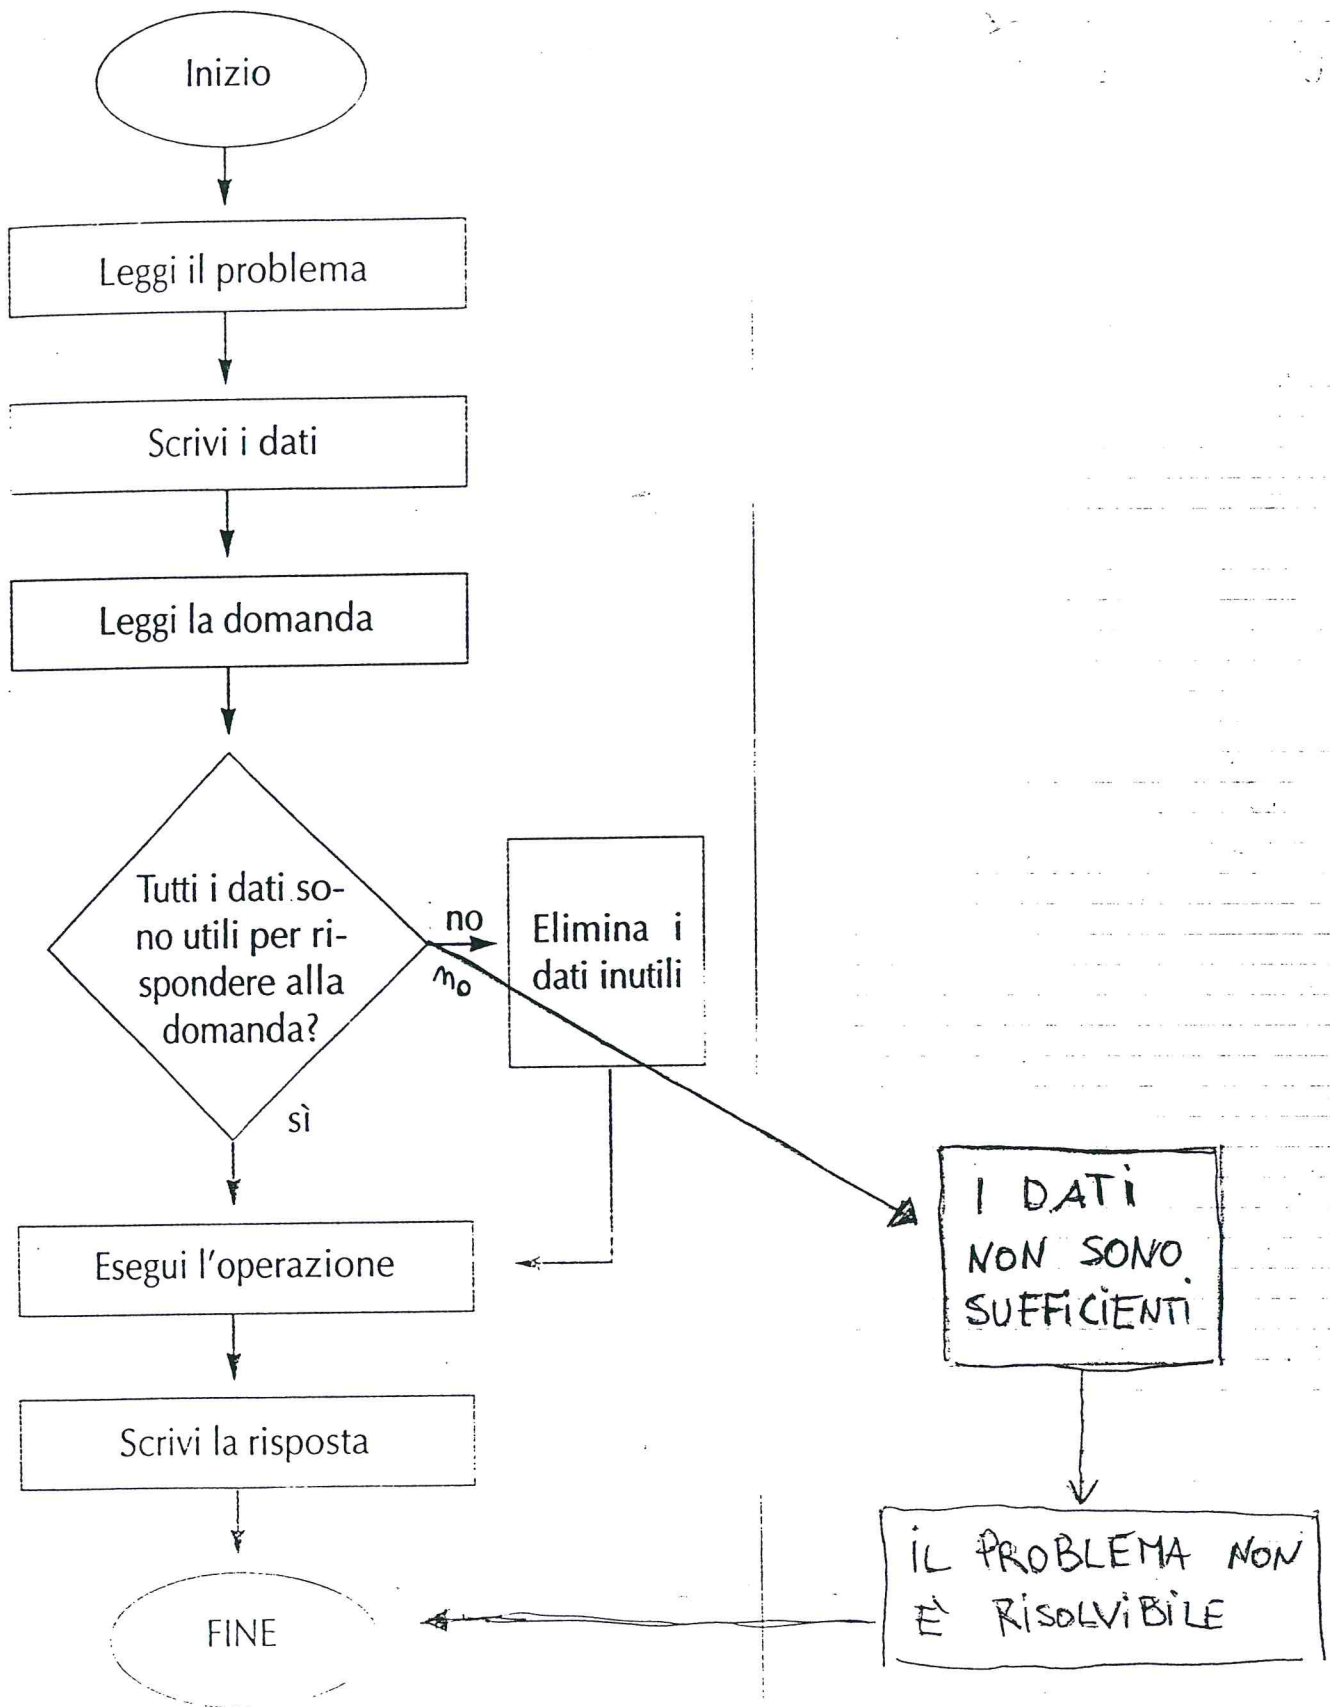 Inizio
Leggi il problema
Scrivi i dati
Leggi la domanda
Tutti i dati so-
no utili per ri-
spondere alla
domanda?
no
no
Elimina i
dati inutili
sì
Esegui l'operazione
I DATI
NON SONO
SUFFICIENTI
Scrivi la risposta
IL PROBLEMA NON
È RISOLVIBILE
FINE